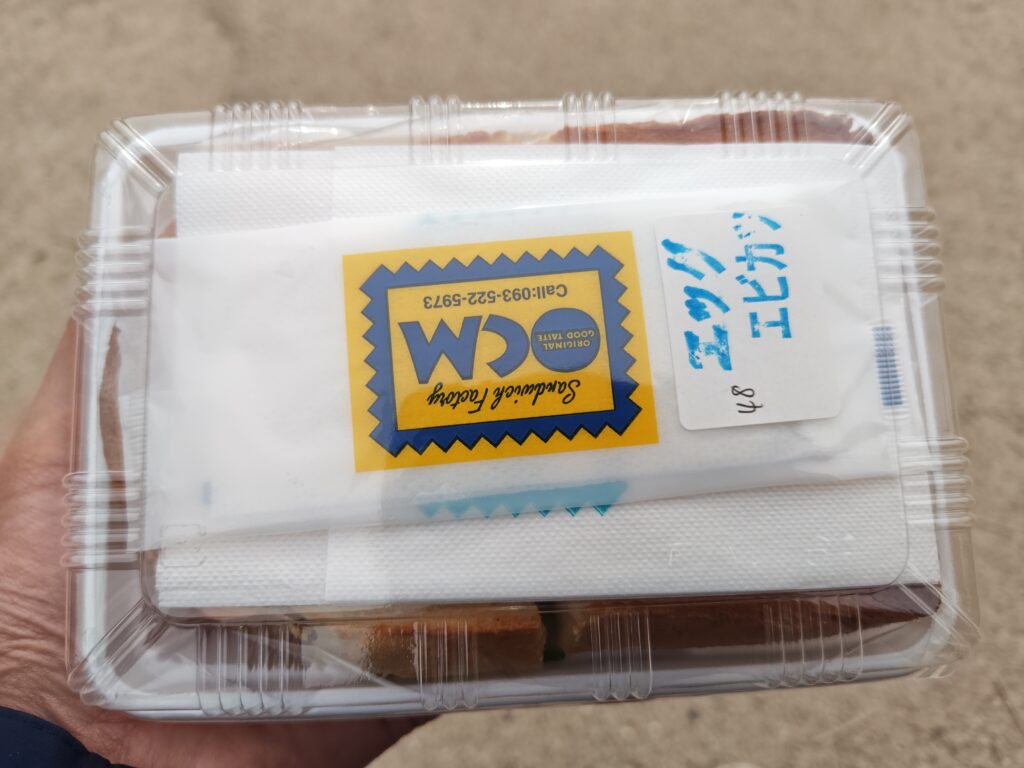 Sandwich Factory
OCM
ORIGINAL
GOOD TASTE
Call:093-522-5973
エッグ
エビカツ
48